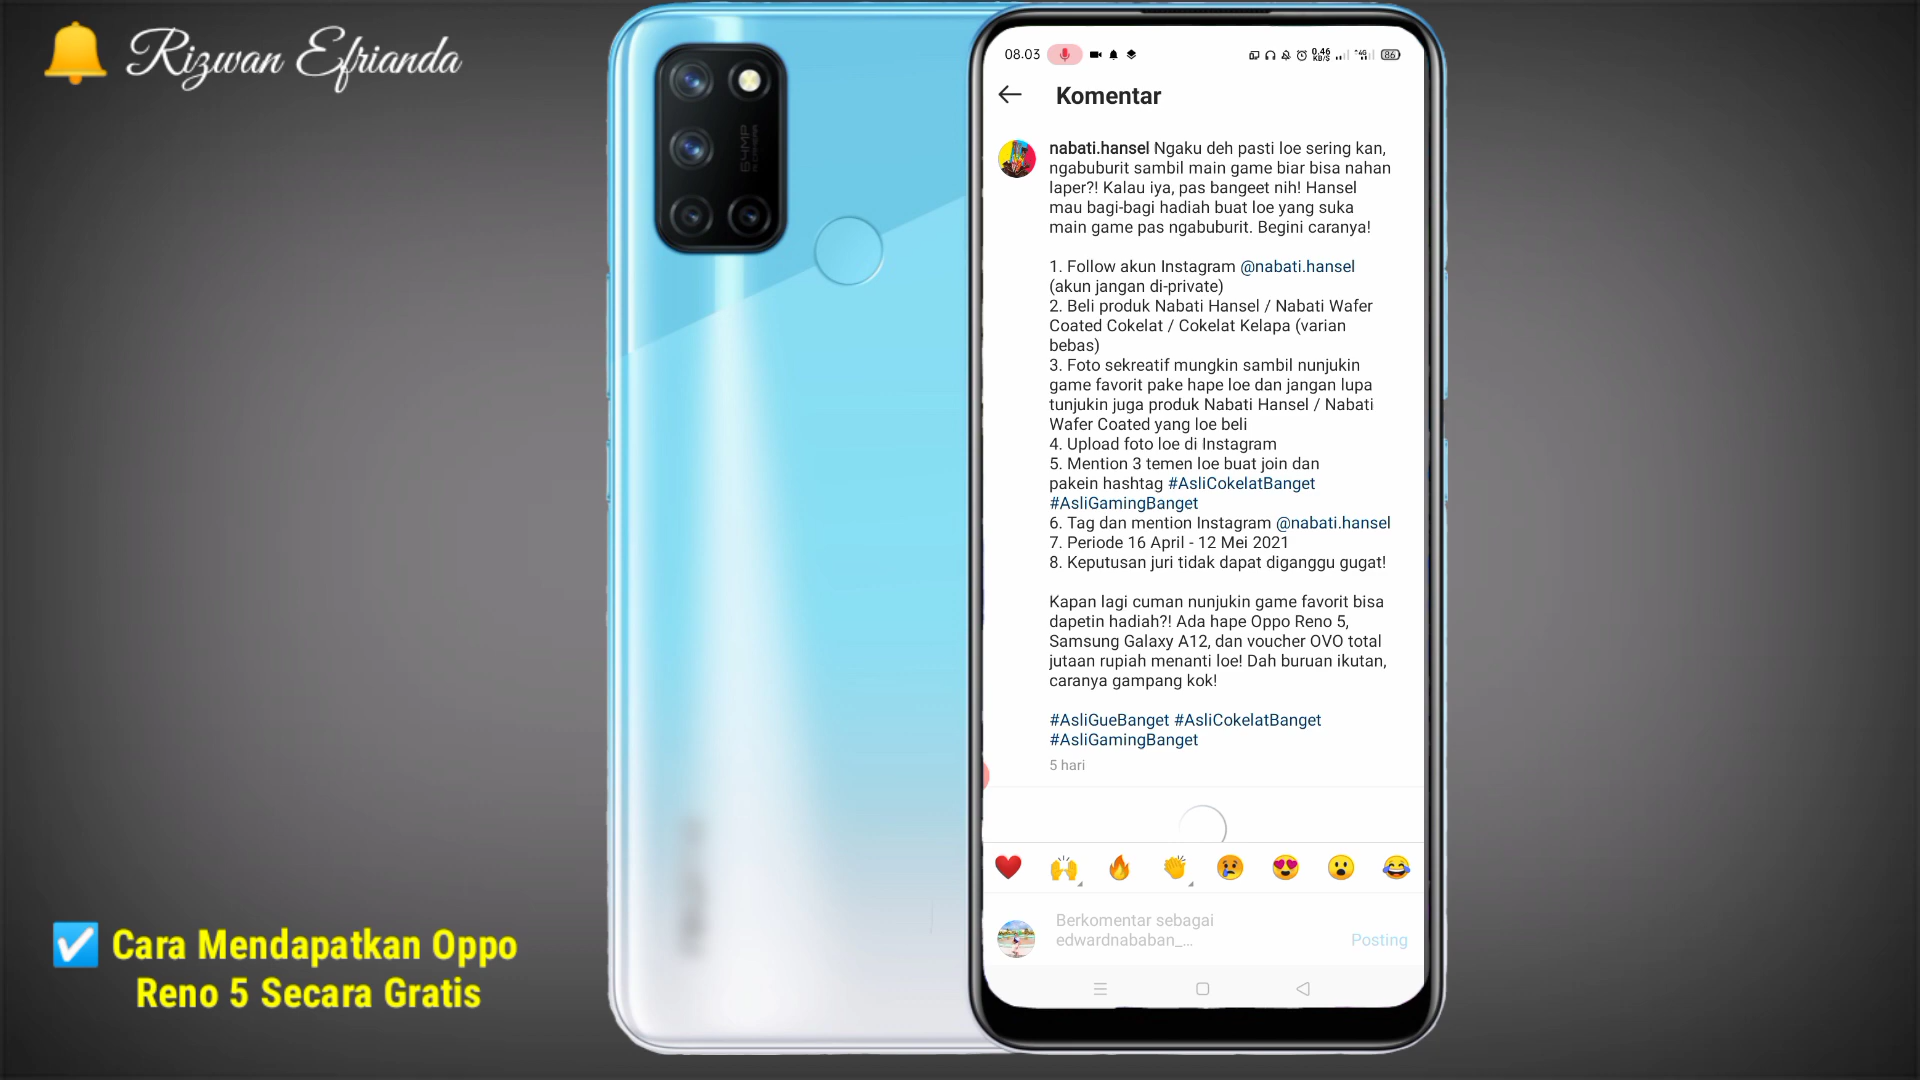 Rizwan Efrianda
64MP
08.03
0.46
KB/S
4G
86
Komentar
nabati.hansel Ngaku deh pasti loe sering kan,
ngabuburit sambil main game biar bisa nahan
laper?! Kalau iya, pas bangeet nih! Hansel
mau bagi-bagi hadiah buat loe yang suka
main game pas ngabuburit. Begini caranya!
1. Follow akun Instagram @nabati.hansel
(akun jangan di-private)
2. Beli produk Nabati Hansel / Nabati Wafer
Coated Cokelat / Cokelat Kelapa (varian
bebas)
3. Foto sekreatif mungkin sambil nunjukin
game favorit pake hape loe dan jangan lupa
tunjukin juga produk Nabati Hansel / Nabati
Wafer Coated yang loe beli
4. Upload foto loe di Instagram
5. Mention 3 temen loe buat join dan
pakein hashtag #AsliCokelatBanget
#AsliGamingBanget
6. Tag dan mention Instagram @nabati.hansel
7. Periode 16 April - 12 Mei 2021
8. Keputusan juri tidak dapat diganggu gugat!
Kapan lagi cuman nunjukin game favorit bisa
dapetin hadiah?! Ada hape Oppo Reno 5,
Samsung Galaxy A12, dan voucher OVO total
jutaan rupiah menanti loe! Dah buruan ikutan,
caranya gampang kok!
#AsliGueBanget #AsliCokelatBanget
#AsliGamingBanget
5 hari
Berkomentar sebagai
edwardnababan_...
Posting
Cara Mendapatkan Oppo
Reno 5 Secara Gratis